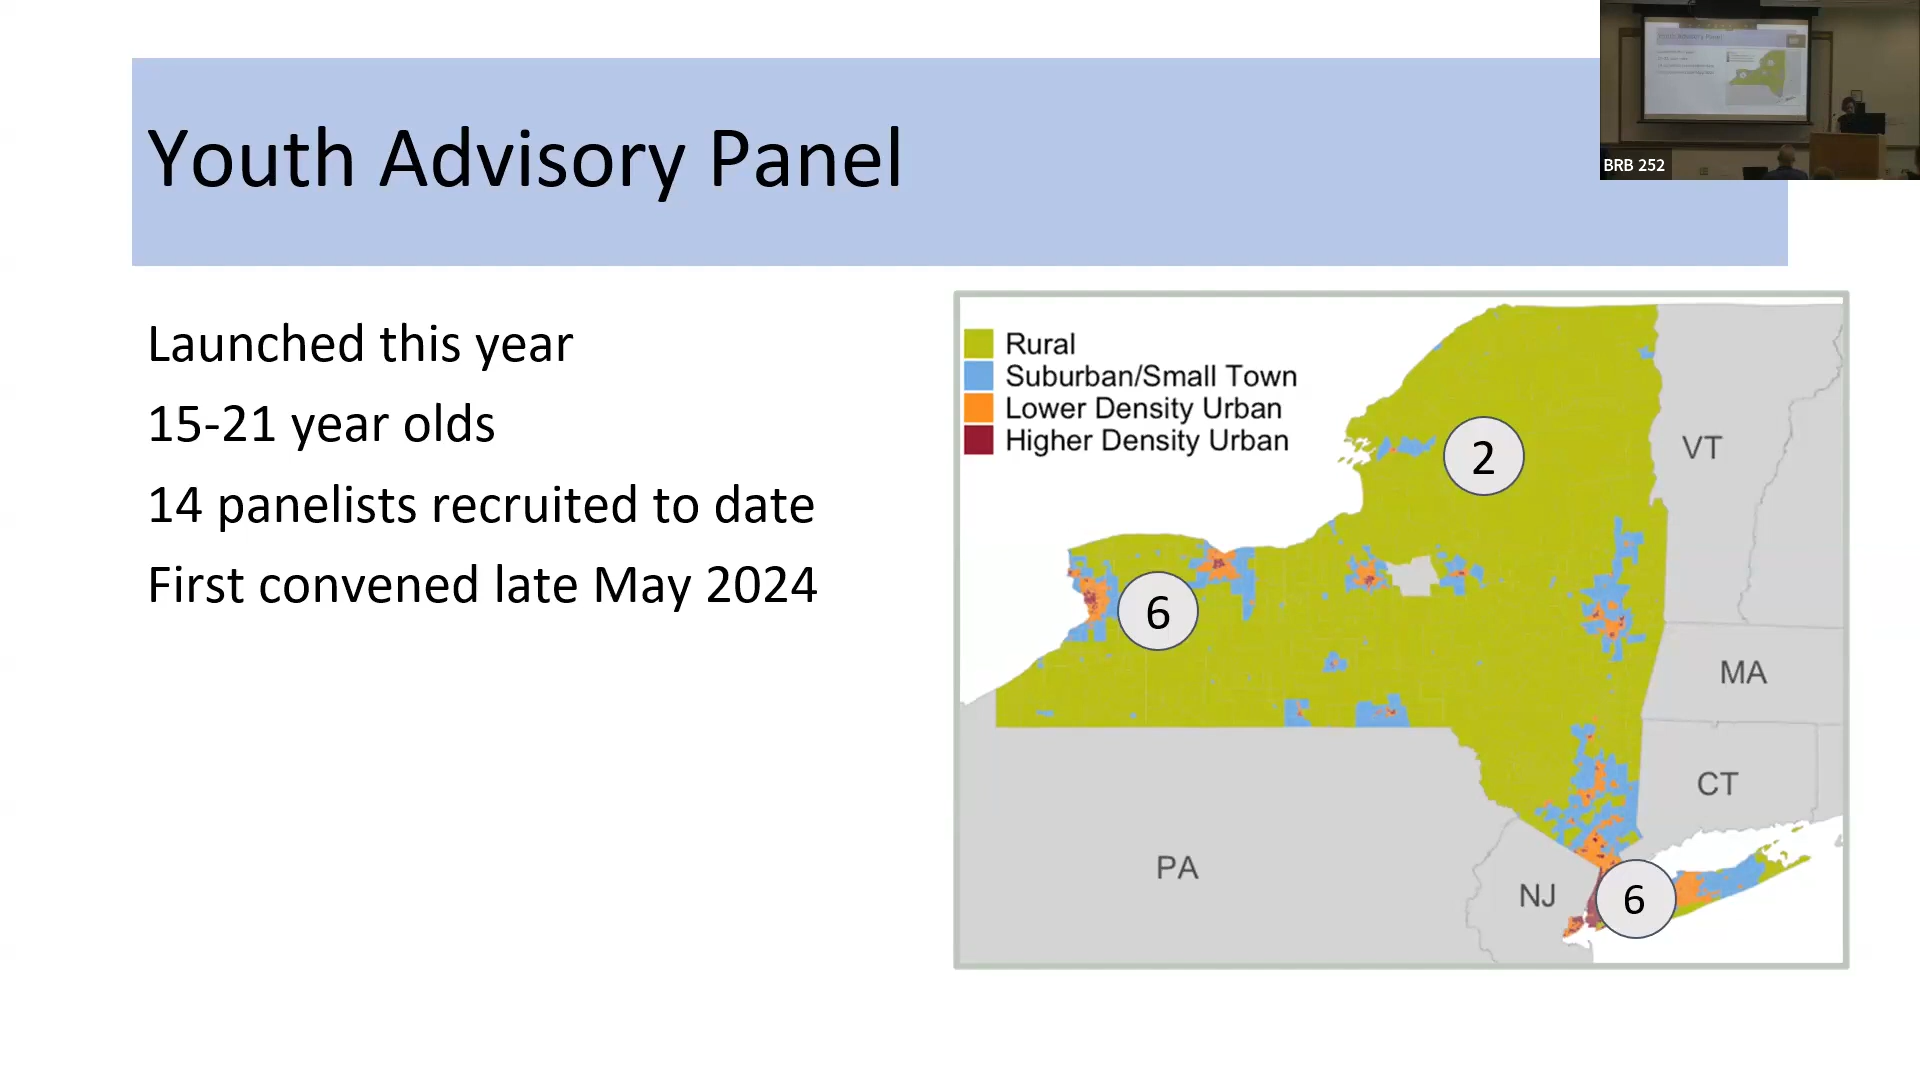 Youth Advisory Panel
BRB 252
Launched this year
15-21 year olds
14 panelists recruited to date
First convened late May 2024
Rural
Suburban/Small Town
Lower Density Urban
Higher Density Urban
2
VT
6
MA
CT
PA
NJ
6